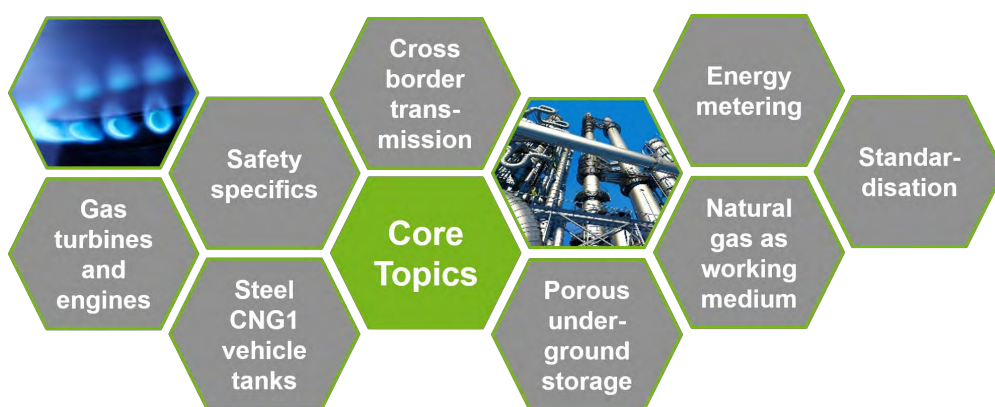 Cross
border
trans-
mission
Energy
metering
Safety
specifics
Standar-
disation
Gas
turbines
and
engines
Core
Topics
Natural
gas as
working
medium
Steel
CNG1
vehicle
tanks
Porous
under-
ground
storage